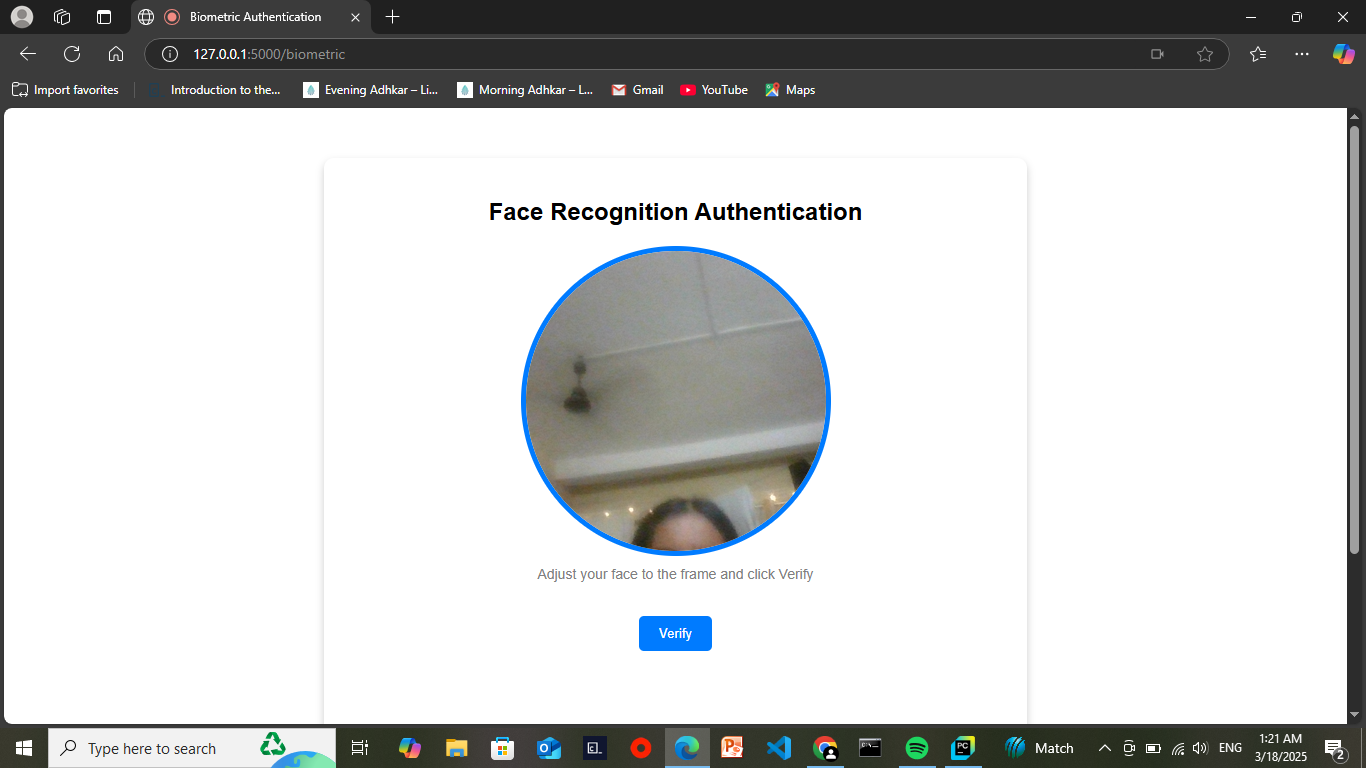 Biometric Authentication
127.0.0.1:5000/biometric
Import favorites
Introduction to the...
Evening Adhkar – Li...
Morning Adhkar – L...
Gmail
YouTube
Maps
Face Recognition Authentication
Adjust your face to the frame and click Verify
Verify
Type here to search
PC
Match
ENG
1:21 AM
3/18/2025
2